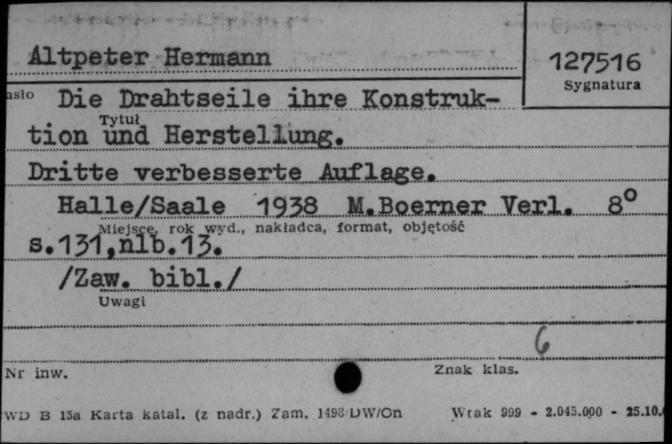 Altpeter Hermann
127516
Sygnatura
asło
Die Drahtseile ihre Konstruk-
Tytuł
tion und Herstellung.
Dritte verbesserte Auflage.
Halle/Saale 1938 M.Boerner Verl. 8°
Miejsce, rok wyd., nakładca, format, objętość
s.131,nlb.13.
/Zaw. bibl./
Uwagi
6
Nr inw.
Znak klas.
WD B 15a Karta katal. (z nadr.) Zam. 1498/DW/On Wrak 999 - 2.045.000 - 25.10.